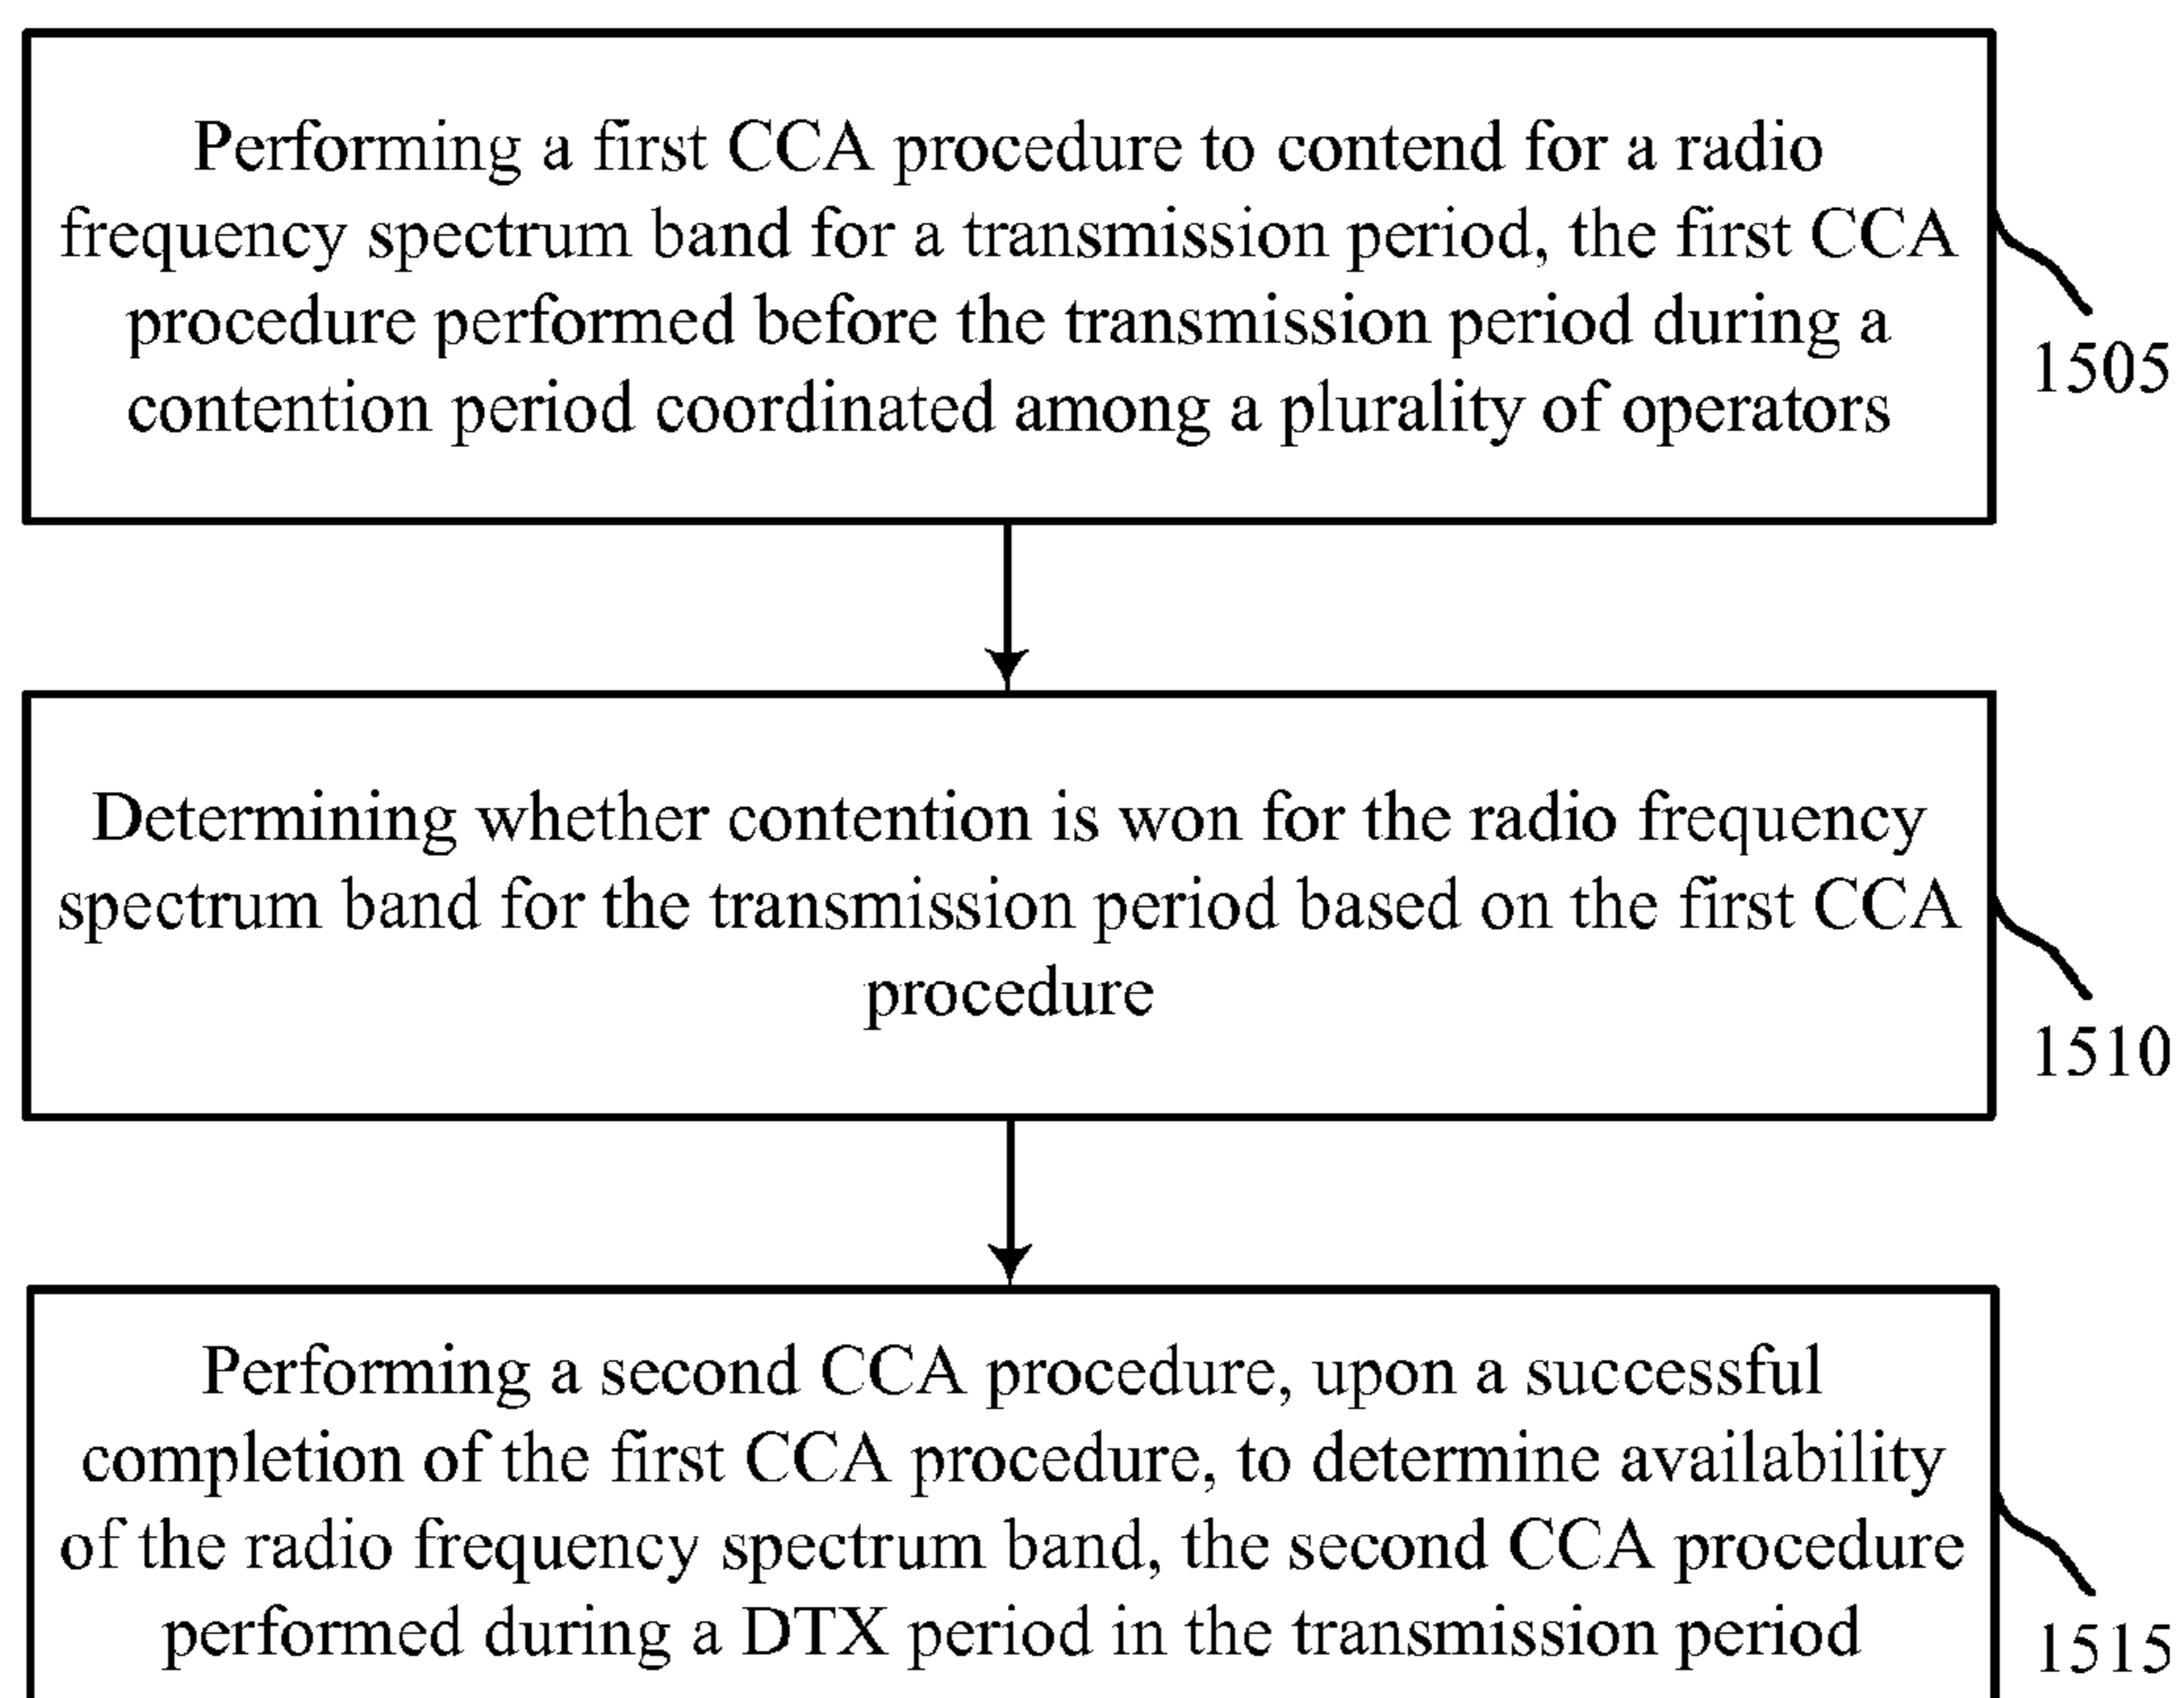 Performing a first CCA procedure to contend for a radio
frequency spectrum band for a transmission period, the first CCA
procedure performed before the transmission period during a
contention period coordinated among a plurality of operators
1505
Determining whether contention is won for the radio frequency
spectrum band for the transmission period based on the first CCA
procedure
1510
Performing a second CCA procedure, upon a successful
completion of the first CCA procedure, to determine availability
of the radio frequency spectrum band, the second CCA procedure
performed during a DTX period in the transmission period
1515